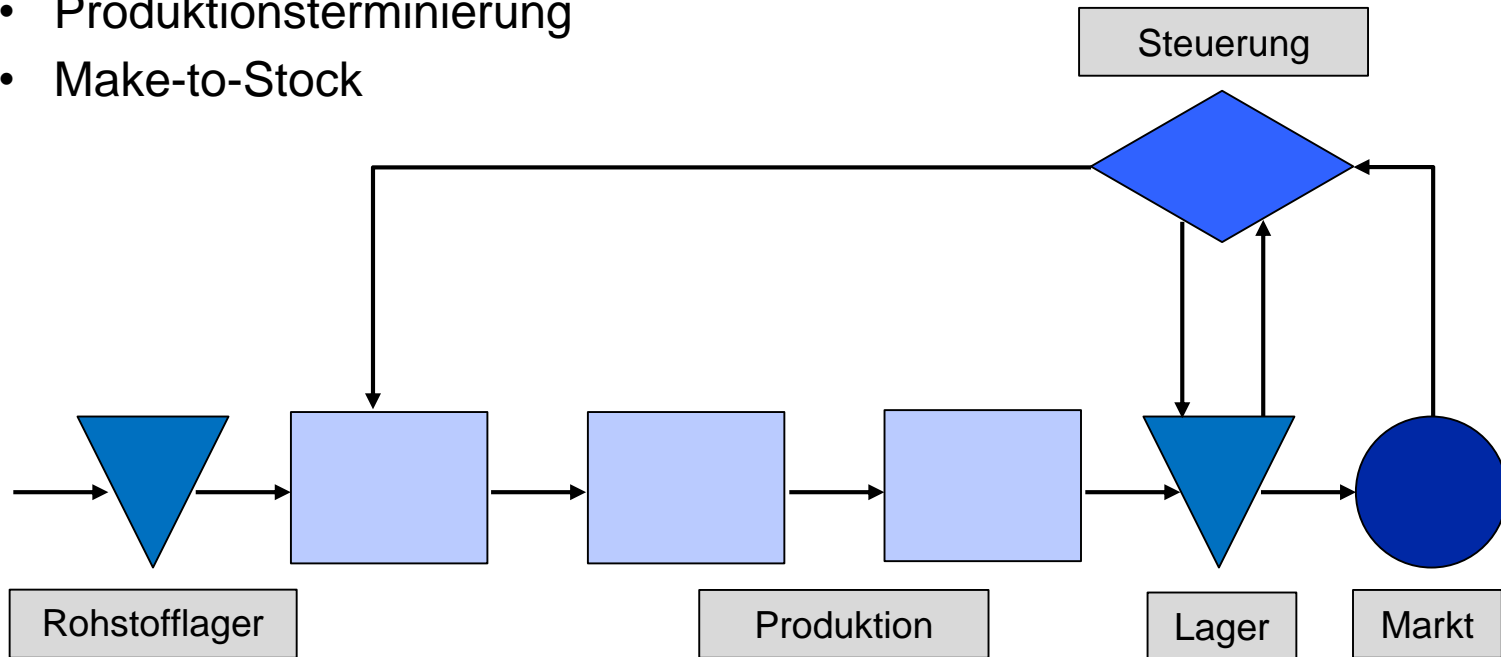 • Produktionsterminierung
• Make-to-Stock
Steuerung
Rohstofflager
Produktion
Lager
Markt